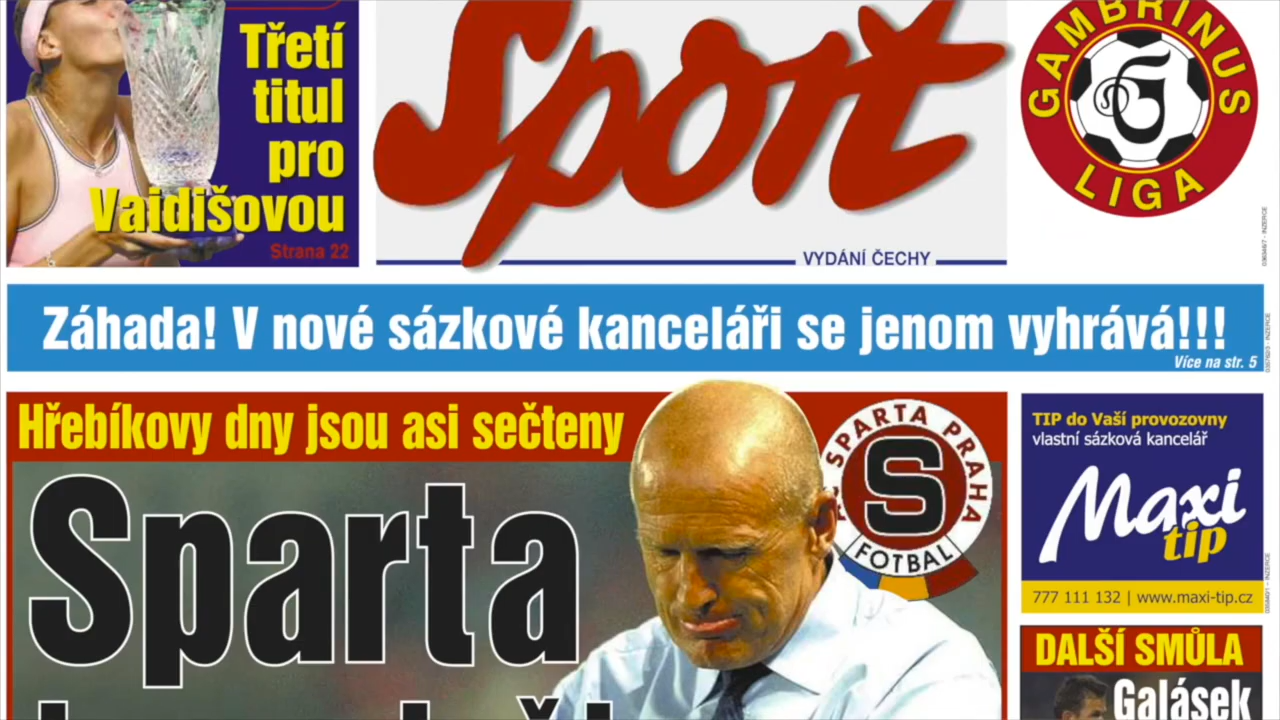 Třetí
titul
pro
Vaidišovou
Strana 22
Sport
VYDÁNÍ ČECHY
GAMBRINUS
LIGA
Záhada! V nové sázkové kanceláři se jenom vyhrává!!!
Více na str. 5
Hřebíkovy dny jsou asi sečteny
Sparta
SPARTA PRAHA
S
FOTBAL
TIP do Vaší provozovny
vlastní sázková kancelář
Maxi
tip
777 111 132 | www.maxi-tip.cz
DALŠÍ SMŮLA
Galásek